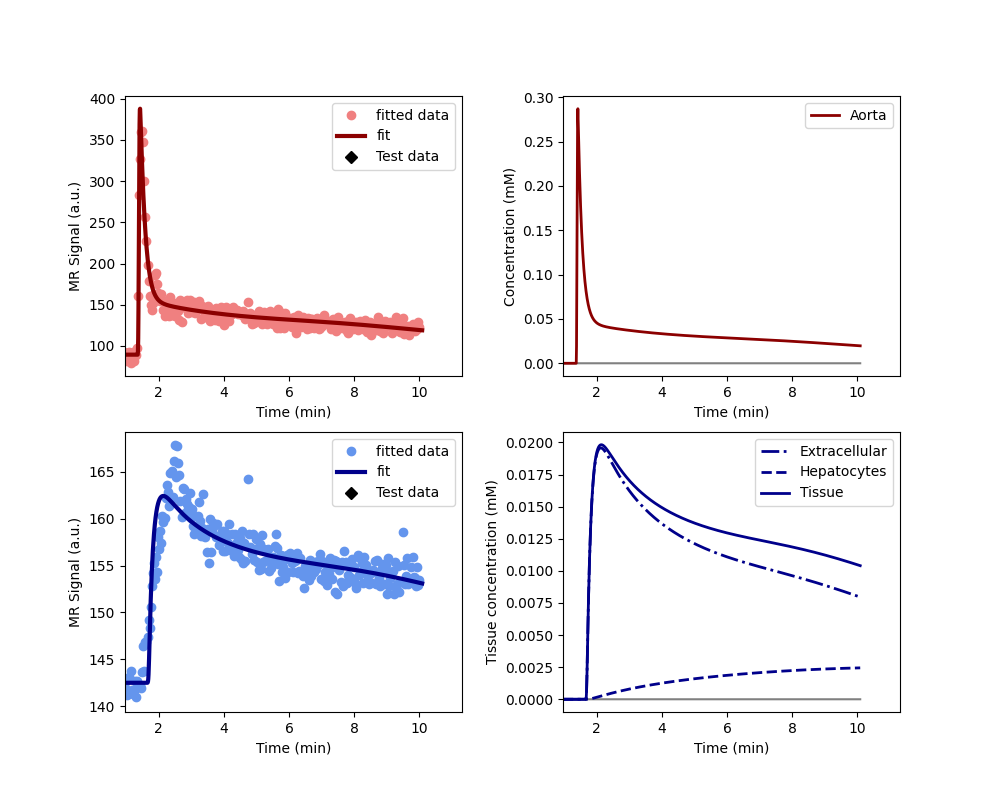 400
350
300
250
200
150
100
MR Signal (a.u.)
2 4 6 8 10
Time (min)
fitted data
fit
Test data
0.30
0.25
0.20
0.15
0.10
0.05
0.00
Concentration (mM)
2 4 6 8 10
Time (min)
Aorta
165
160
155
150
145
140
MR Signal (a.u.)
2 4 6 8 10
Time (min)
fitted data
fit
Test data
0.0200
0.0175
0.0150
0.0125
0.0100
0.0075
0.0050
0.0025
0.0000
Tissue concentration (mM)
2 4 6 8 10
Time (min)
Extracellular
Hepatocytes
Tissue